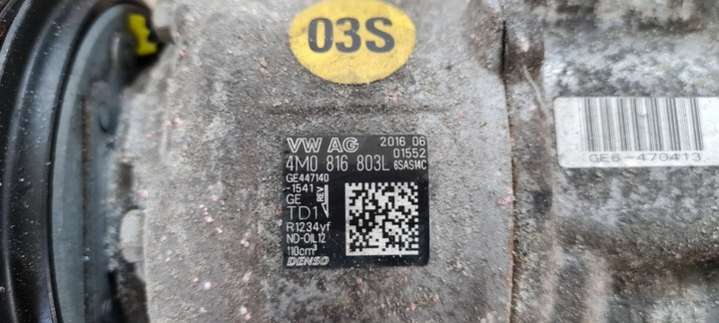 03S
VW AG 2016 06
01552
4M0 816 803L 6SAS14C
GE447140
-1541 REV
GE
TD1
R1234yf
ND-OIL12
110cm³
DENSO
GE6-470413